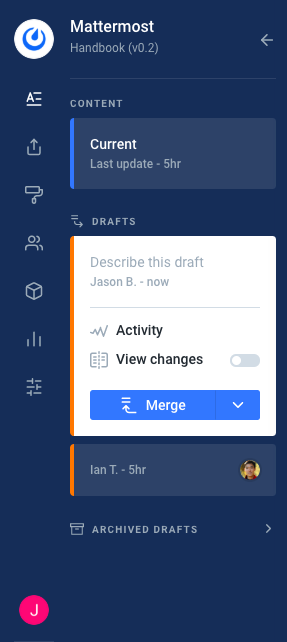 Mattermost
Handbook (v0.2)
CONTENT
Current
Last update - 5hr
DRAFTS
Describe this draft
Jason B. - now
Activity
View changes
Merge
Ian T. - 5hr
ARCHIVED DRAFTS
J